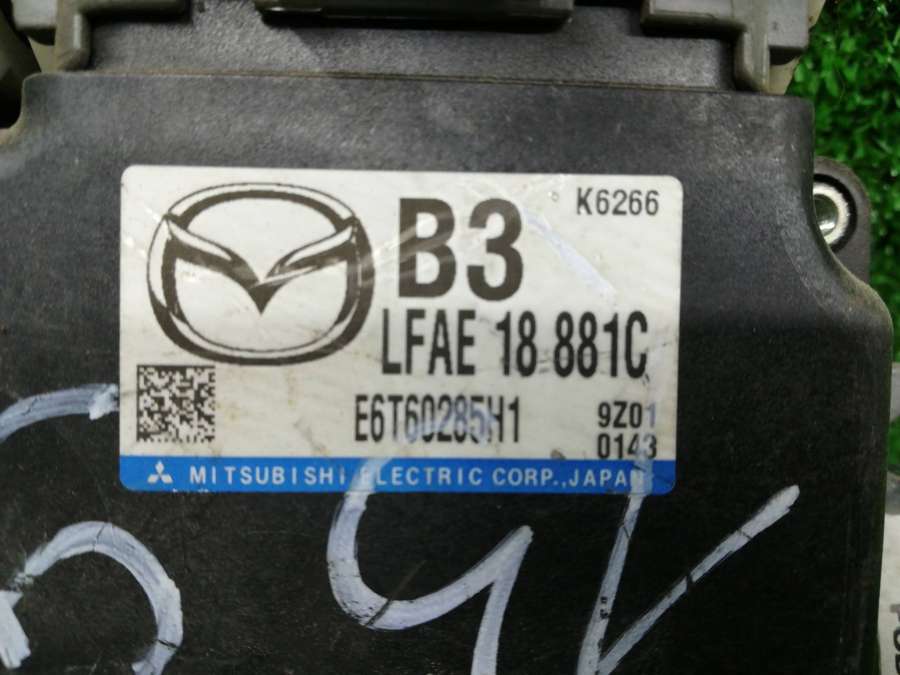 B3
K6266
LFAE 18 881C
E6T60285H1
9Z01
0143
MITSUBISHI ELECTRIC CORP.,JAPAN